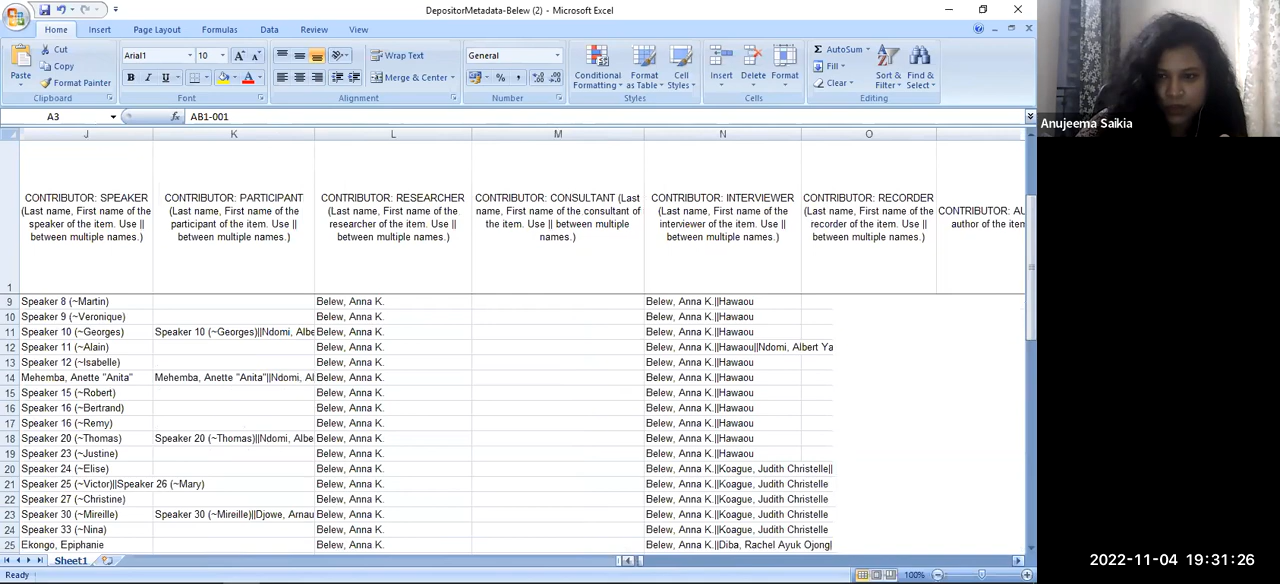 DepositorMetadata-Belew (2) - Microsoft Excel
Home Insert Page Layout Formulas Data Review View
Cut
Copy
Format Painter
Paste
Clipboard
Arial1 10
Font
Wrap Text
Merge & Center
Alignment
General
Number
Conditional Formatting
Format as Table
Cell Styles
Styles
Insert
Delete
Format
Cells
AutoSum
Fill
Clear
Sort & Filter
Find & Select
Editing
A3 fx AB1-001
J K L M N O
CONTRIBUTOR: SPEAKER
(Last name, First name of the
speaker of the item. Use ||
between multiple names.)
CONTRIBUTOR: PARTICIPANT
(Last name, First name of the
participant of the item. Use ||
between multiple names.)
CONTRIBUTOR: RESEARCHER
(Last name, First name of the
researcher of the item. Use ||
between multiple names.)
CONTRIBUTOR: CONSULTANT (Last
name, First name of the consultant of
the item. Use || between multiple
names.)
CONTRIBUTOR: INTERVIEWER
(Last name, First name of the
interviewer of the item. Use ||
between multiple names.)
CONTRIBUTOR: RECORDER
(Last name, First name of the
recorder of the item. Use ||
between multiple names.)
CONTRIBUTOR: AU
author of the iten
1
9 Speaker 8 (~Martin) Belew, Anna K. Belew, Anna K.||Hawaou
10 Speaker 9 (~Veronique) Belew, Anna K. Belew, Anna K.||Hawaou
11 Speaker 10 (~Georges) Speaker 10 (~Georges)||Ndomi, Albe Belew, Anna K. Belew, Anna K.||Hawaou
12 Speaker 11 (~Alain) Belew, Anna K. Belew, Anna K.||Hawaou||Ndomi, Albert Ya
13 Speaker 12 (~Isabelle) Belew, Anna K. Belew, Anna K.||Hawaou
14 Mehemba, Anette "Anita" Mehemba, Anette "Anita"||Ndomi, Al Belew, Anna K. Belew, Anna K.||Hawaou
15 Speaker 15 (~Robert) Belew, Anna K. Belew, Anna K.||Hawaou
16 Speaker 16 (~Bertrand) Belew, Anna K. Belew, Anna K.||Hawaou
17 Speaker 16 (~Remy) Belew, Anna K. Belew, Anna K.||Hawaou
18 Speaker 20 (~Thomas) Speaker 20 (~Thomas)||Ndomi, Albe Belew, Anna K. Belew, Anna K.||Hawaou
19 Speaker 23 (~Justine) Belew, Anna K. Belew, Anna K.||Hawaou
20 Speaker 24 (~Elise) Belew, Anna K. Belew, Anna K.||Koague, Judith Christelle||
21 Speaker 25 (~Victor)||Speaker 26 (~Mary) Belew, Anna K. Belew, Anna K.||Koague, Judith Christelle
22 Speaker 27 (~Christine) Belew, Anna K. Belew, Anna K.||Koague, Judith Christelle
23 Speaker 30 (~Mireille) Speaker 30 (~Mireille)||Djowe, Arnau Belew, Anna K. Belew, Anna K.||Koague, Judith Christelle
24 Speaker 33 (~Nina) Belew, Anna K. Belew, Anna K.||Koague, Judith Christelle
25 Ekongo, Epiphanie Belew, Anna K. Belew, Anna K.||Diba, Rachel Ayuk Ojong|
Sheet1
Ready 100%
Anujeema Saikia
2022-11-04 19:31:26